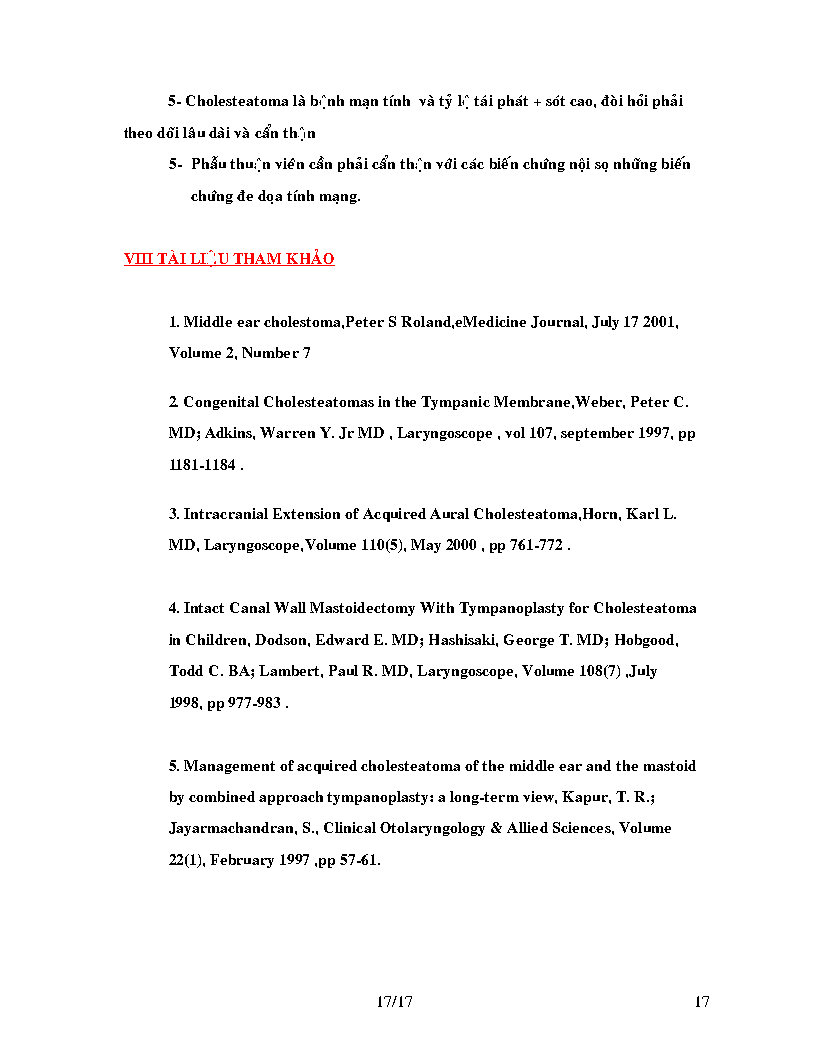 5- Cholesteatoma là bệnh mạn tính và tỷ lệ tái phát + sót cao, đòi hỏi phải
theo dõi lâu dài và cẩn thận
5- Phẫu thuận viên cần phải cẩn thận với các biến chưng nội sọ những biến
chưng đe dọa tính mạng.
VIII TÀI LIỆU THAM KHẢO
1. Middle ear cholestoma,Peter S Roland,eMedicine Journal, July 17 2001,
Volume 2, Number 7
2. Congenital Cholesteatomas in the Tympanic Membrane,Weber, Peter C.
MD; Adkins, Warren Y. Jr MD , Laryngoscope , vol 107, september 1997, pp
1181-1184 .
3. Intracranial Extension of Acquired Aural Cholesteatoma,Horn, Karl L.
MD, Laryngoscope,Volume 110(5), May 2000 , pp 761-772 .
4. Intact Canal Wall Mastoidectomy With Tympanoplasty for Cholesteatoma
in Children, Dodson, Edward E. MD; Hashisaki, George T. MD; Hobgood,
Todd C. BA; Lambert, Paul R. MD, Laryngoscope, Volume 108(7) ,July
1998, pp 977-983 .
5. Management of acquired cholesteatoma of the middle ear and the mastoid
by combined approach tympanoplasty: a long-term view, Kapur, T. R.;
Jayarmachandran, S., Clinical Otolaryngology & Allied Sciences, Volume
22(1), February 1997 ,pp 57-61.
17/17 17